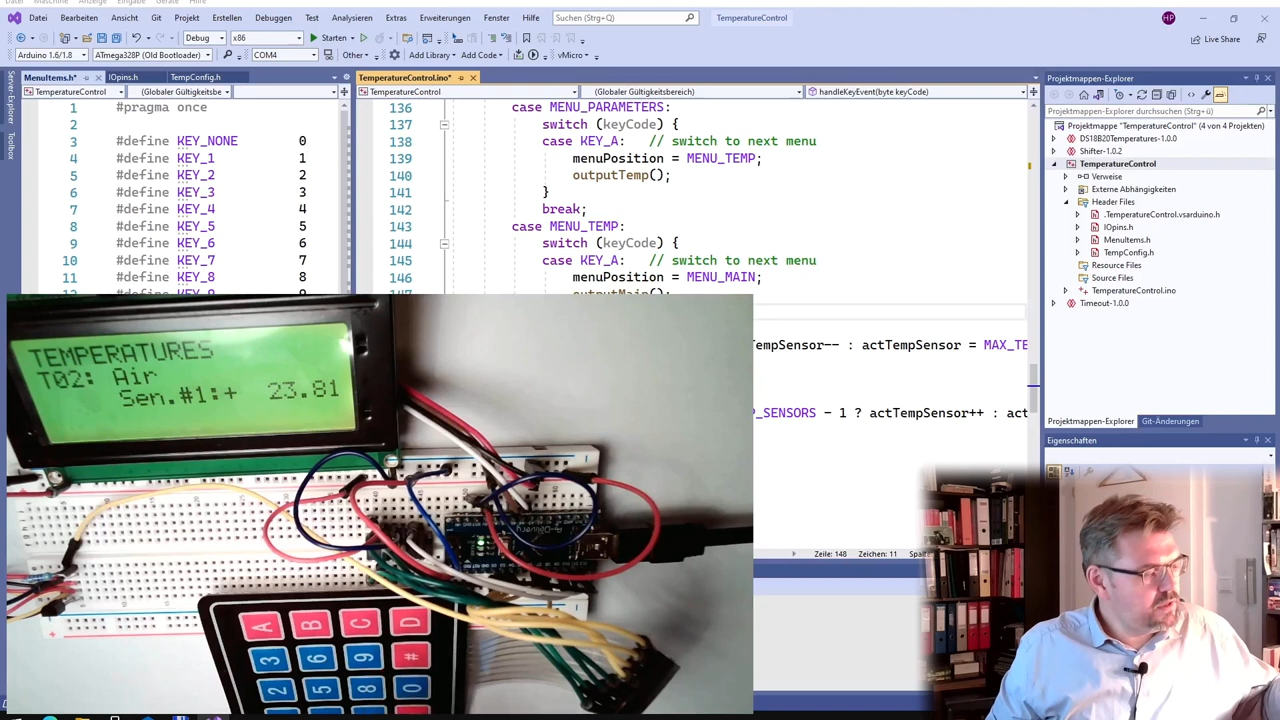 Datei Bearbeiten Ansicht Git Projekt Erstellen Debuggen Test Analysieren Extras Erweiterungen Fenster Hilfe Suchen (Strg+Q) TemperatureControl HP
Debug x86 Starten Live Share
Arduino 1.6/1.8 ATmega328P (Old Bootloader) COM4 Other Add Library Add Code vMicro
Server-Explorer
Toolbox
MenuItems.h* IOpins.h TempConfig.h
TemperatureControl (Globaler Gültigkeitsbe
1 #pragma once
2
3 #define KEY_NONE 0
4 #define KEY_1 1
5 #define KEY_2 2
6 #define KEY_3 3
7 #define KEY_4 4
8 #define KEY_5 5
9 #define KEY_6 6
10 #define KEY_7 7
11 #define KEY_8 8
TemperatureControl.ino*
TemperatureControl (Globaler Gültigkeitsbereich) handleKeyEvent(byte keyCode)
136 case MENU_PARAMETERS:
137 switch (keyCode) {
138 case KEY_A: // switch to next menu
139 menuPosition = MENU_TEMP;
140 outputTemp();
141 }
142 break;
143 case MENU_TEMP:
144 switch (keyCode) {
145 case KEY_A: // switch to next menu
146 menuPosition = MENU_MAIN;
empSensor-- : actTempSensor = MAX_TE
P_SENSORS - 1 ? actTempSensor++ : act
Zeile: 148 Zeichen: 11
Projektmappen-Explorer
Projektmappen-Explorer durchsuchen (Strg+
Projektmappe "TemperatureControl" (4 von 4 Projekten)
DS18B20Temperatures-1.0.0
Shifter-1.0.2
TemperatureControl
Verweise
Externe Abhängigkeiten
Header Files
.TemperatureControl.vsarduino.h
IOpins.h
MenuItems.h
TempConfig.h
Resource Files
Source Files
TemperatureControl.ino
Timeout-1.0.0
Projektmappen-Explorer Git-Änderungen
Eigenschaften
TEMPERATURES
T02: Air
Sen.#1:+ 23.81
A B C D
3 6 9 #
2 5 8 0